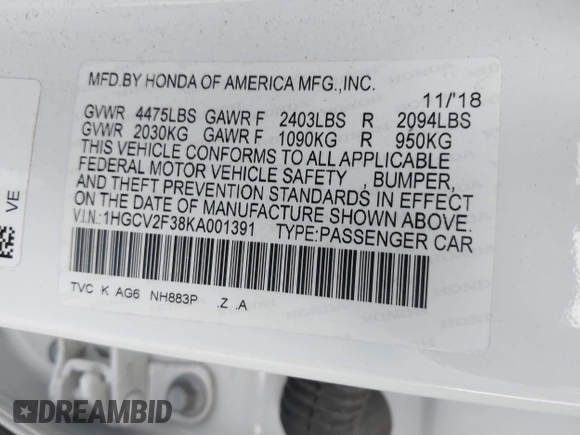 MFD.BY HONDA OF AMERICA MFG.,INC.
11/'18
GVWR 4475LBS GAWR F 2403LBS R 2094LBS
GVWR 2030KG GAWR F 1090KG R 950KG
THIS VEHICLE CONFORMS TO ALL APPLICABLE
FEDERAL MOTOR VEHICLE SAFETY , BUMPER,
AND THEFT PREVENTION STANDARDS IN EFFECT
ON THE DATE OF MANUFACTURE SHOWN ABOVE.
V.I.N.:1HGCV2F38KA001391 TYPE:PASSENGER CAR
TVC K AG6 NH883P .Z .A
VE
DREAMBID